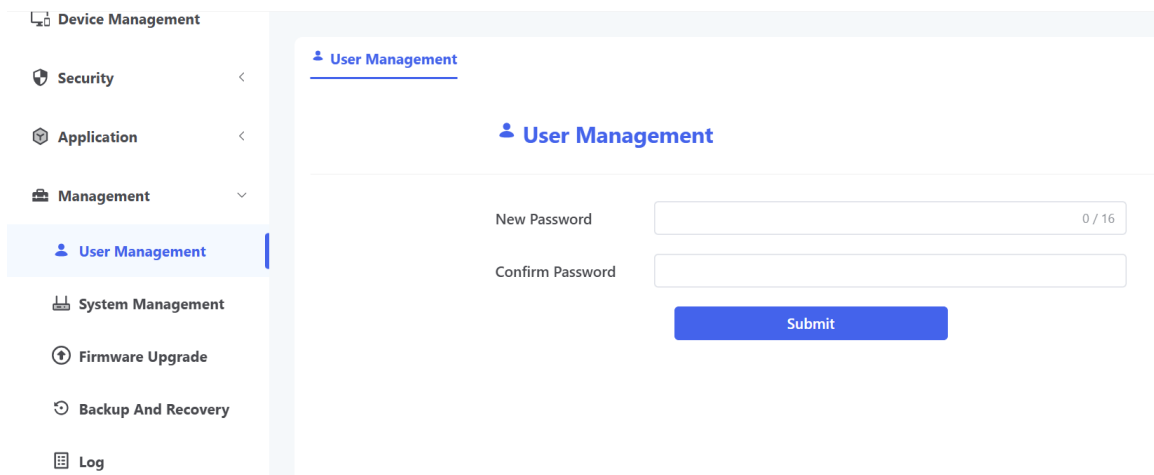 Device Management
Security
Application
Management
User Management
System Management
Firmware Upgrade
Backup And Recovery
Log
User Management
User Management
New Password
0 / 16
Confirm Password
Submit